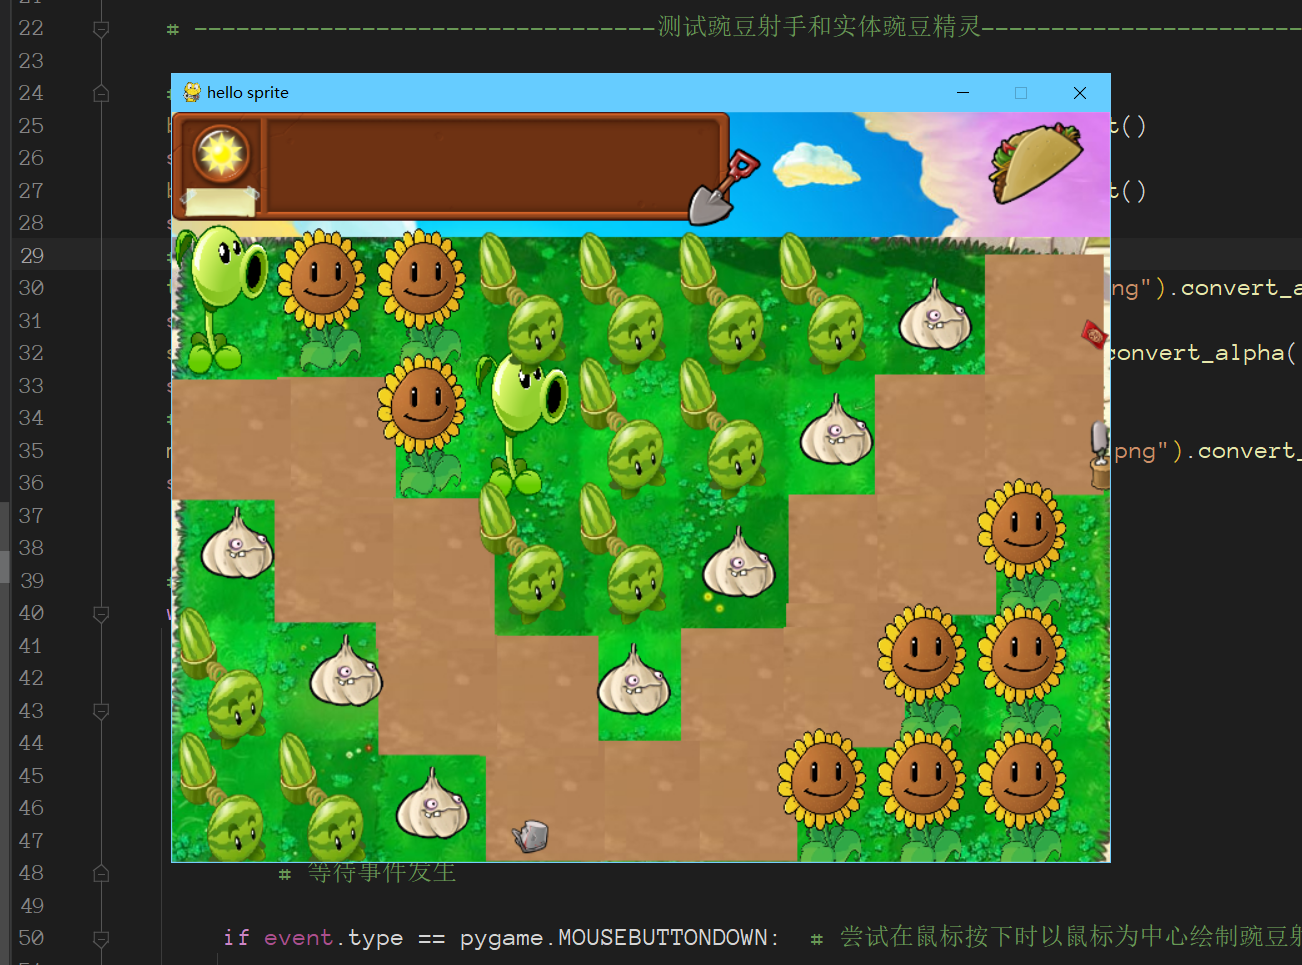 22 # ----------------------------------测试豌豆射手和实体豌豆精灵------------------------
23
24 #
hello sprite
25 t()
26
27 t()
28
29
30 ng").convert_a
31
32 convert_alpha(
33
34 #
35 png").convert_
36
37
38
39
40
41
42
43
44
45
46
47
48 # 等待事件发生
49
50 if event.type == pygame.MOUSEBUTTONDOWN: # 尝试在鼠标按下时以鼠标为中心绘制豌豆射